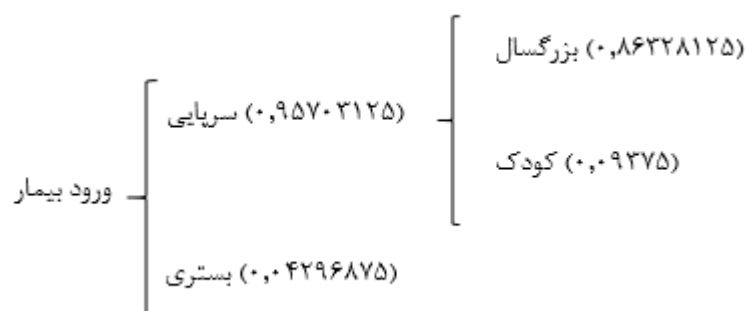 بزرگسال (۰,۸۶۳۲۸۱۲۵)
سرپایی (۰,۹۵۷۰۳۱۲۵)
کودک (۰,۰۹۳۷۵)
ورود بیمار
بستری (۰,۰۴۲۹۶۸۷۵)